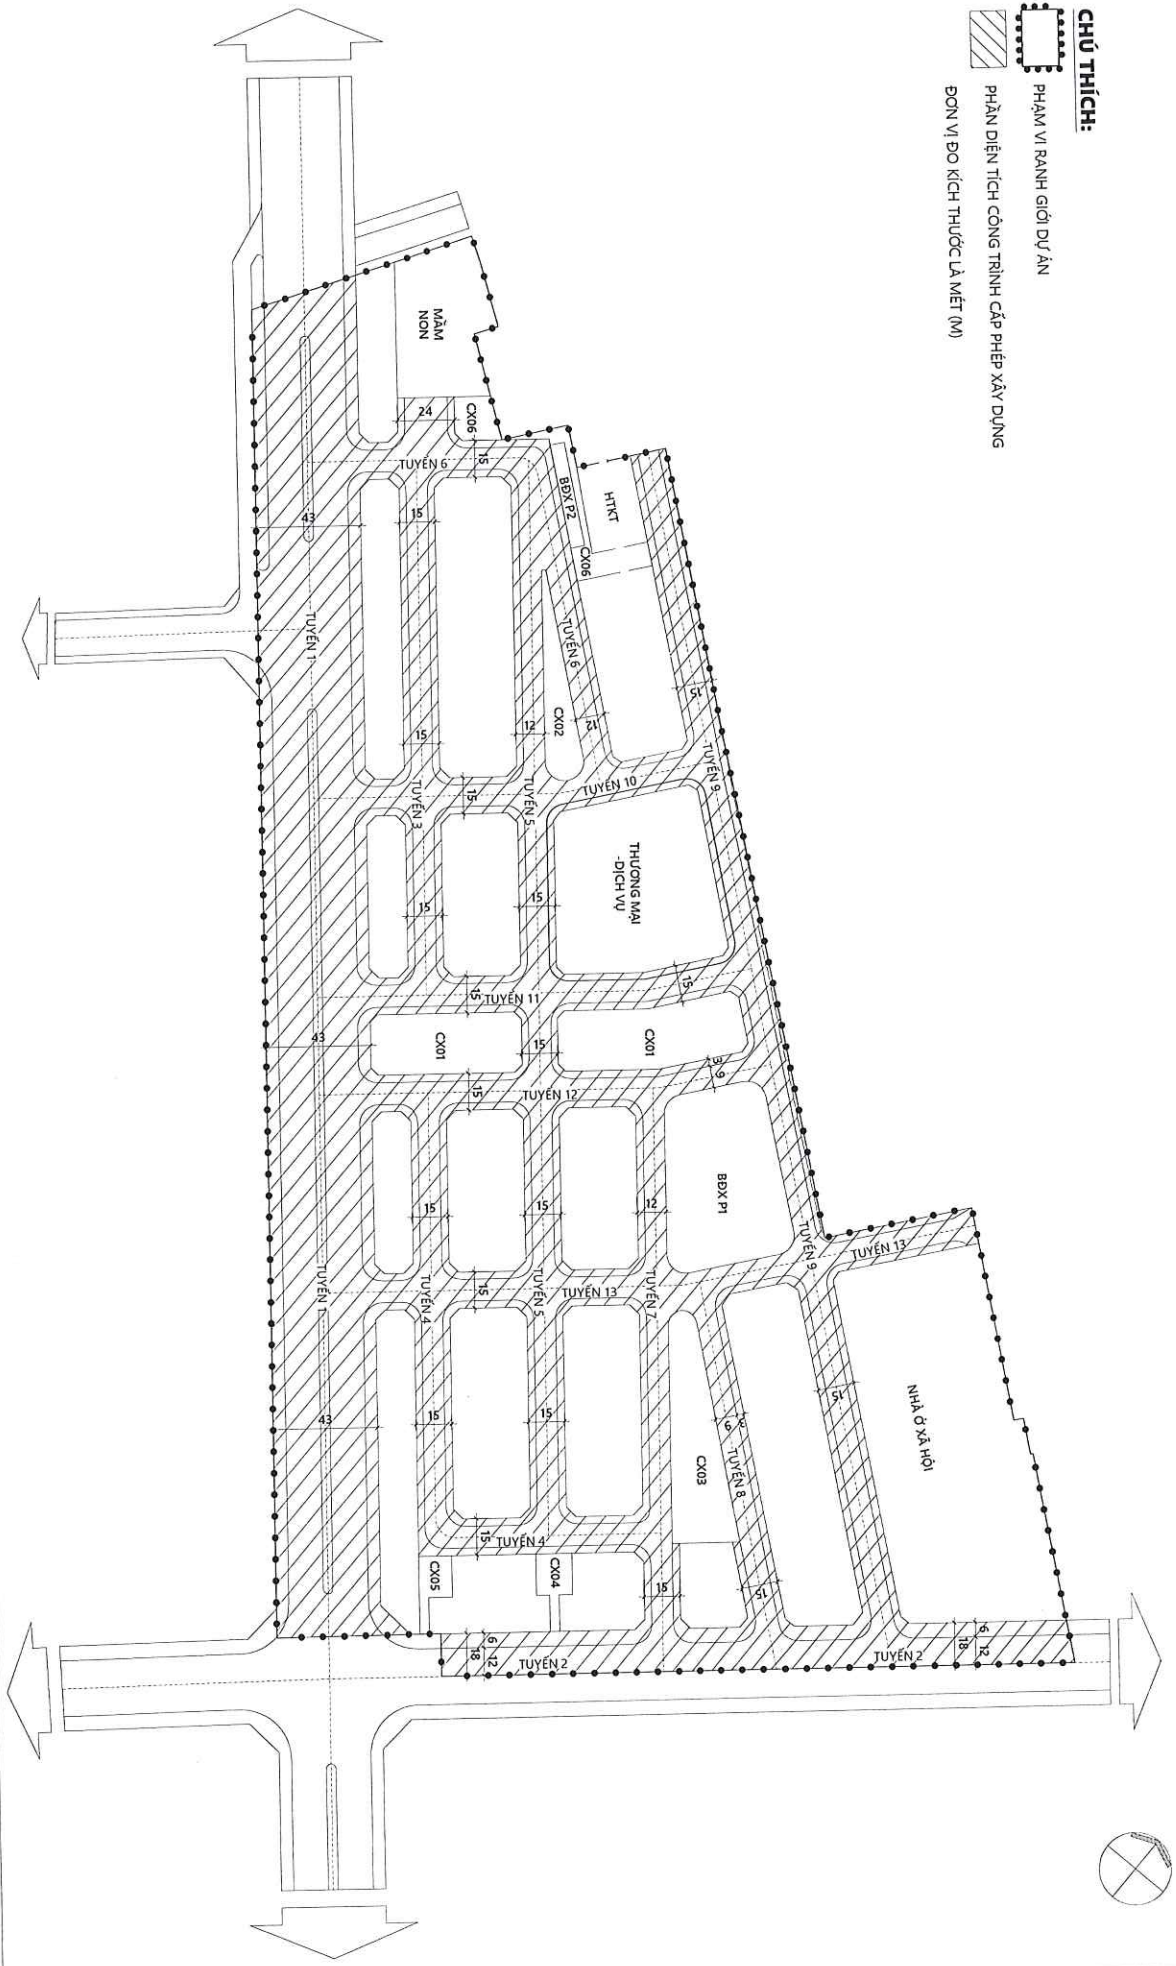 CHÚ THÍCH:
PHẠM VI RANH GIỚI DỰ ÁN
PHẦN DIỆN TÍCH CÔNG TRÌNH CẤP PHÉP XÂY DỰNG
ĐƠN VỊ ĐO KÍCH THƯỚC LÀ MÉT (M)
MẦM
NON
CX06
24
15
TUYẾN 6
BĐX P2
HTKT
CX06
43
15
TUYẾN 1
TUYẾN 6
15
15
12
CX02
12
TUYẾN 9
TUYẾN 3
15
TUYẾN 5
TUYẾN 10
THƯƠNG MẠI
-DỊCH VỤ
15
15
15
TUYẾN 11
15
43
CX01
15
CX01
15
TUYẾN 12
3
9
15
15
12
BĐX P1
TUYẾN 1
TUYẾN 4
15
TUYẾN 5
TUYẾN 13
TUYẾN 7
TUYẾN 9
TUYẾN 13
43
15
15
3
9
TUYẾN 8
15
CX03
NHÀ Ở XÃ HỘI
15
TUYẾN 4
CX05
CX04
15
15
6
12
18
TUYẾN 2
TUYẾN 2
6
12
18